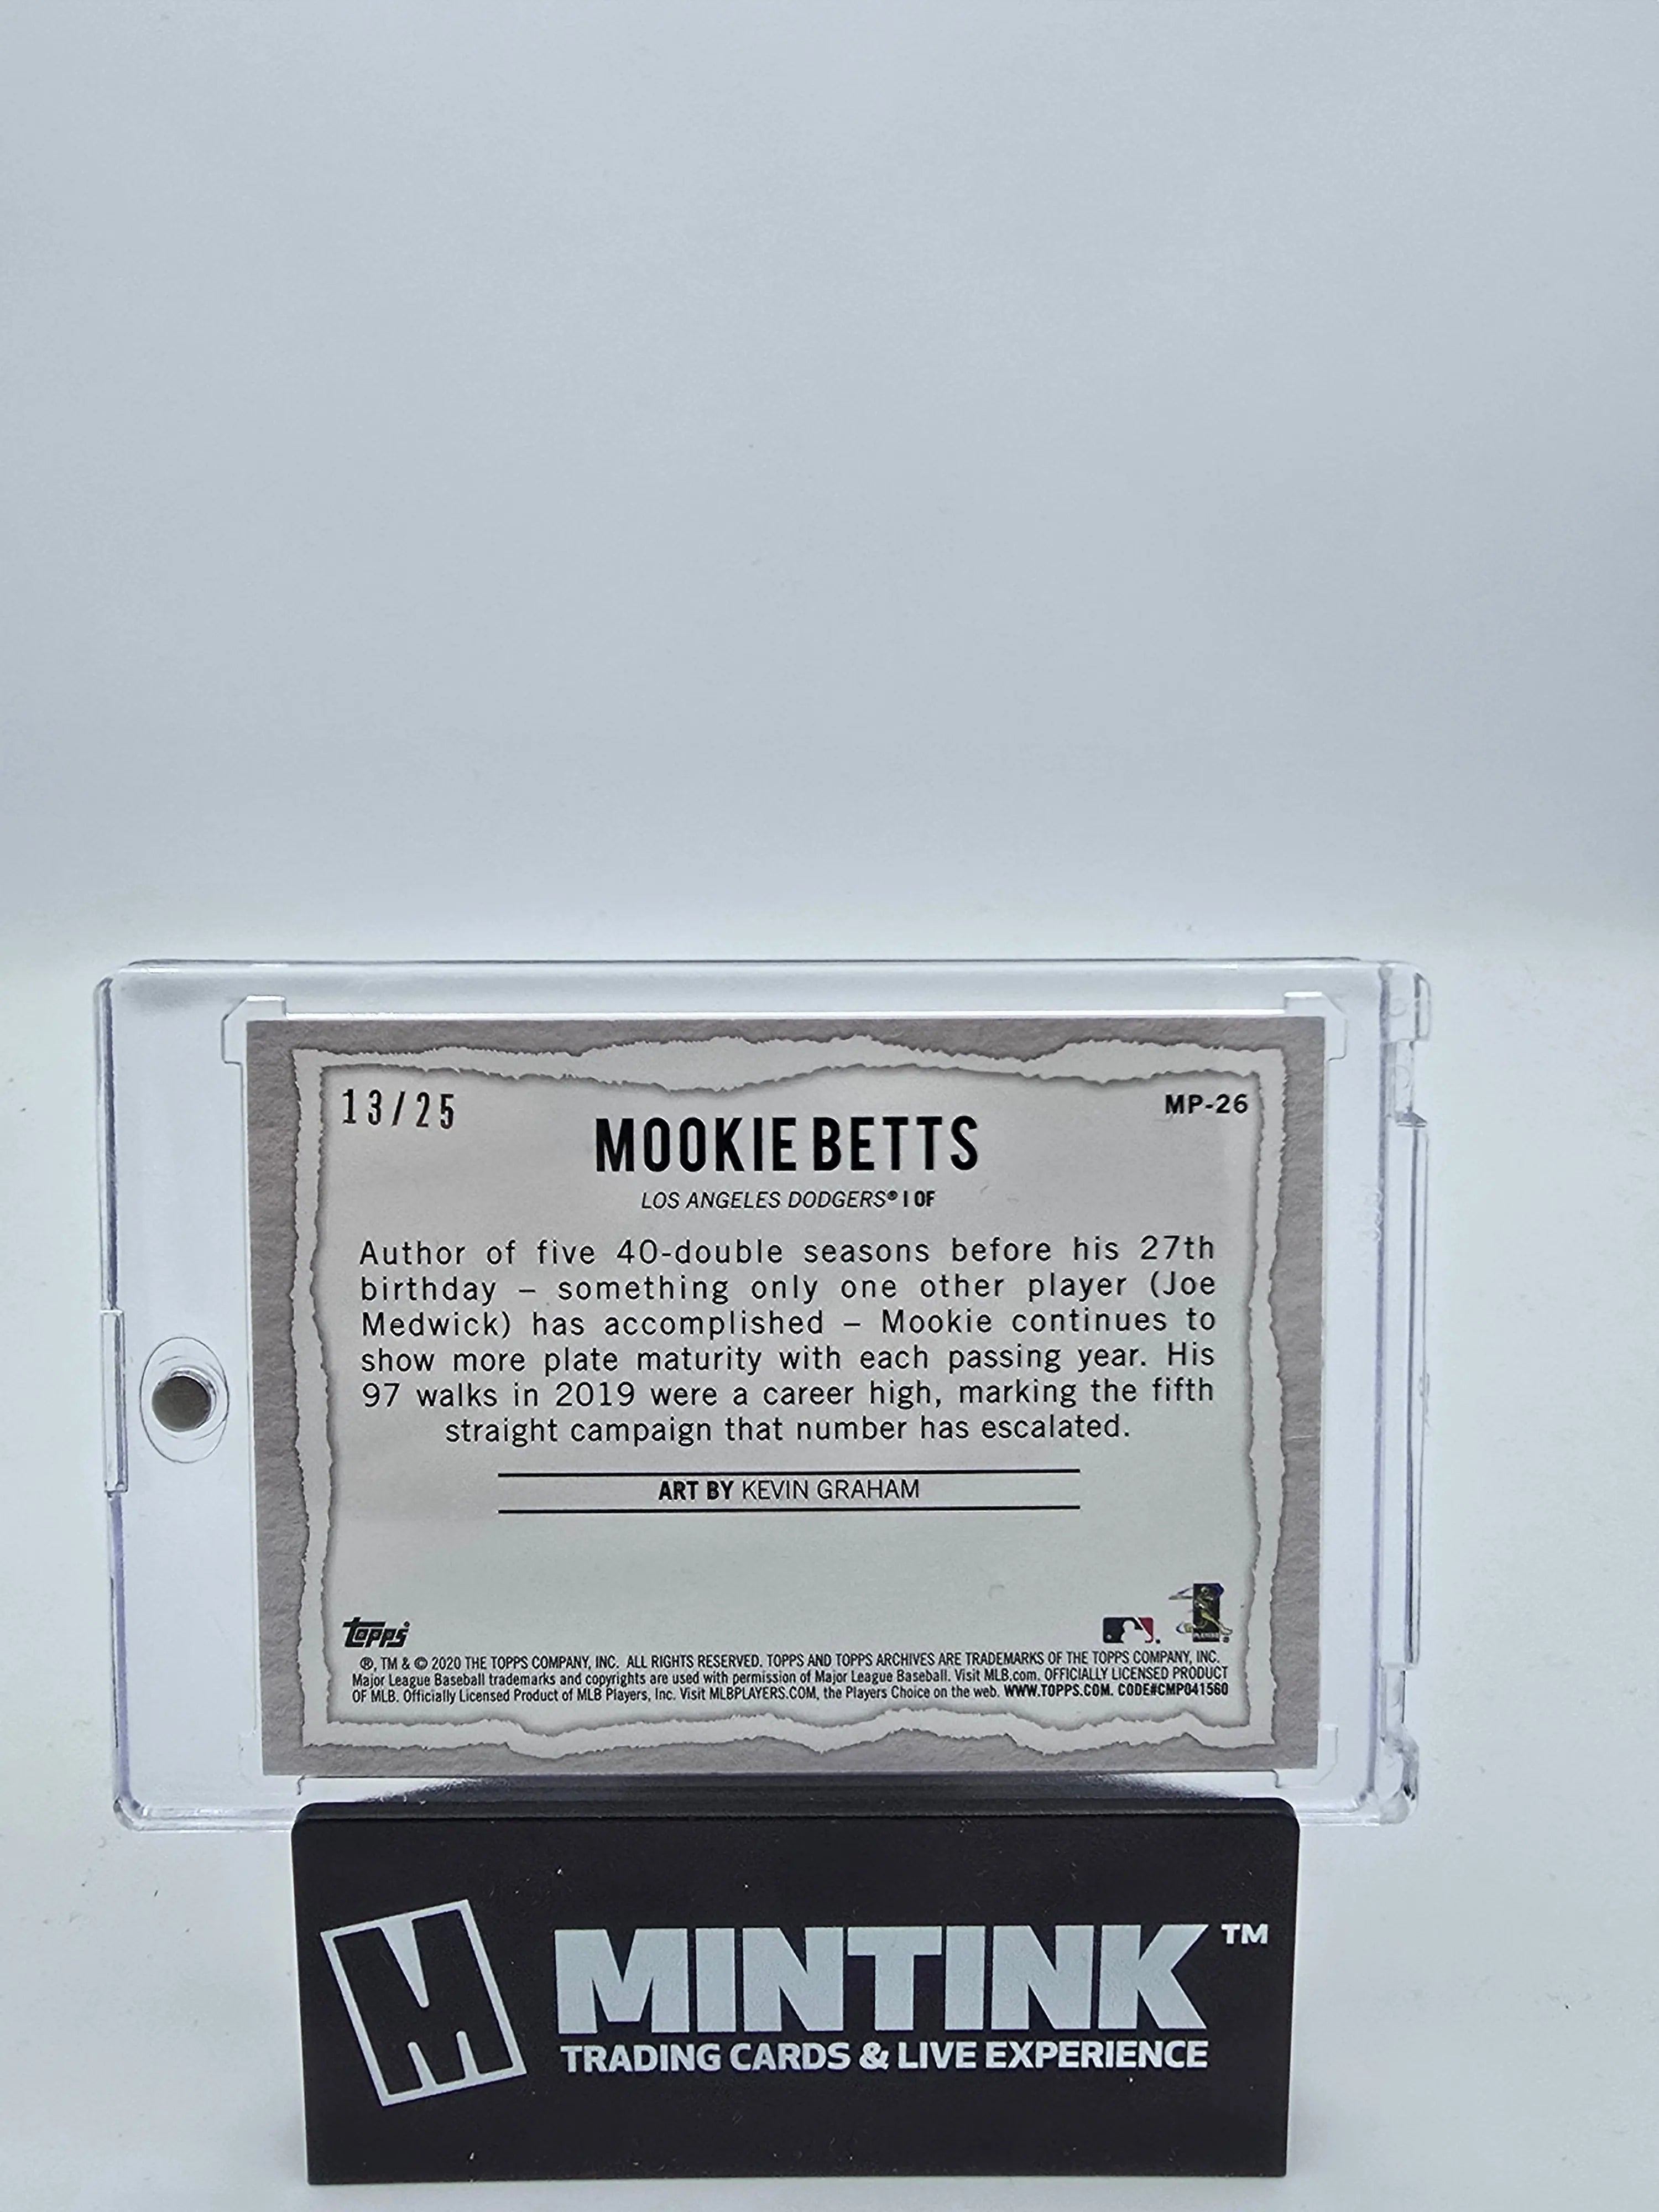 13/25
MP-26
MOOKIE BETTS
LOS ANGELES DODGERS® | OF
Author of five 40-double seasons before his 27th
birthday – something only one other player (Joe
Medwick) has accomplished – Mookie continues to
show more plate maturity with each passing year. His
97 walks in 2019 were a career high, marking the fifth
straight campaign that number has escalated.
ART BY KEVIN GRAHAM
topps
®, TM & © 2020 THE TOPPS COMPANY, INC. ALL RIGHTS RESERVED. TOPPS AND TOPPS ARCHIVES ARE TRADEMARKS OF THE TOPPS COMPANY, INC.
Major League Baseball trademarks and copyrights are used with permission of Major League Baseball. Visit MLB.com. OFFICIALLY LICENSED PRODUCT
OF MLB. Officially Licensed Product of MLB Players, Inc. Visit MLBPLAYERS.COM, the Players Choice on the web. WWW.TOPPS.COM. CODE#CMP041560
M MINTINK™
TRADING CARDS & LIVE EXPERIENCE